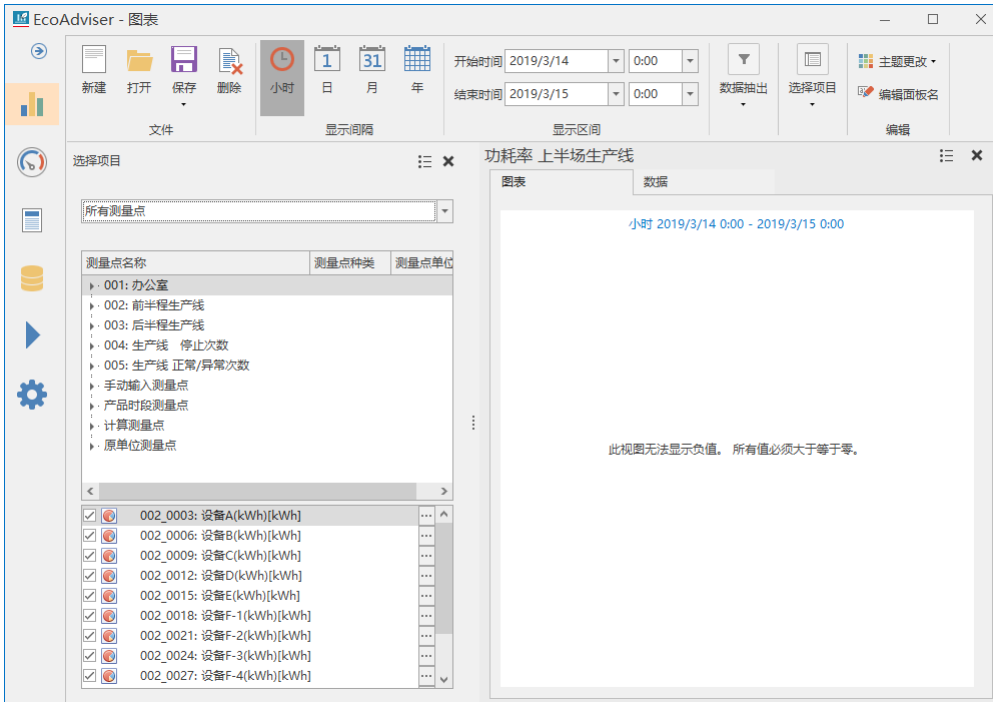 EcoAdviser - 图表
新建 打开 保存 删除
文件
小时 日 月 年
显示间隔
开始时间 2019/3/14 0:00
结束时间 2019/3/15 0:00
显示区间
数据抽出
选择项目
主题更改
编辑面板名
编辑
选择项目
所有测量点
测量点名称 测量点种类 测量点单位
001: 办公室
002: 前半程生产线
003: 后半程生产线
004: 生产线 停止次数
005: 生产线 正常/异常次数
手动输入测量点
产品时段测量点
计算测量点
原单位测量点
002_0003: 设备A(kWh)[kWh]
002_0006: 设备B(kWh)[kWh]
002_0009: 设备C(kWh)[kWh]
002_0012: 设备D(kWh)[kWh]
002_0015: 设备E(kWh)[kWh]
002_0018: 设备F-1(kWh)[kWh]
002_0021: 设备F-2(kWh)[kWh]
002_0024: 设备F-3(kWh)[kWh]
002_0027: 设备F-4(kWh)[kWh]
功耗率 上半场生产线
图表 数据
小时 2019/3/14 0:00 - 2019/3/15 0:00
此视图无法显示负值。 所有值必须大于等于零。